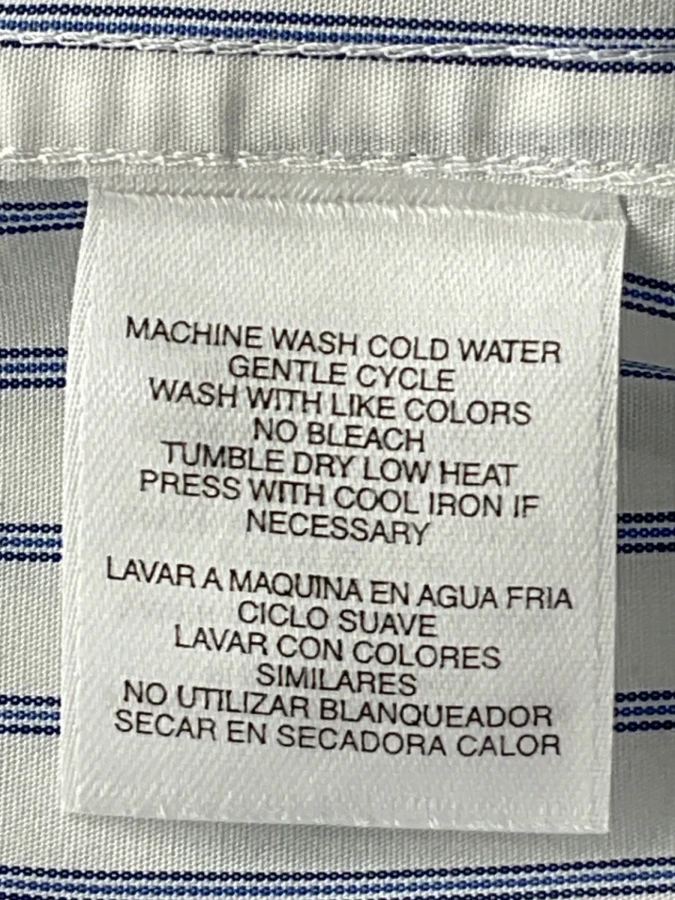 MACHINE WASH COLD WATER
GENTLE CYCLE
WASH WITH LIKE COLORS
NO BLEACH
TUMBLE DRY LOW HEAT
PRESS WITH COOL IRON IF
NECESSARY
LAVAR A MAQUINA EN AGUA FRIA
CICLO SUAVE
LAVAR CON COLORES
SIMILARES
NO UTILIZAR BLANQUEADOR
SECAR EN SECADORA CALOR